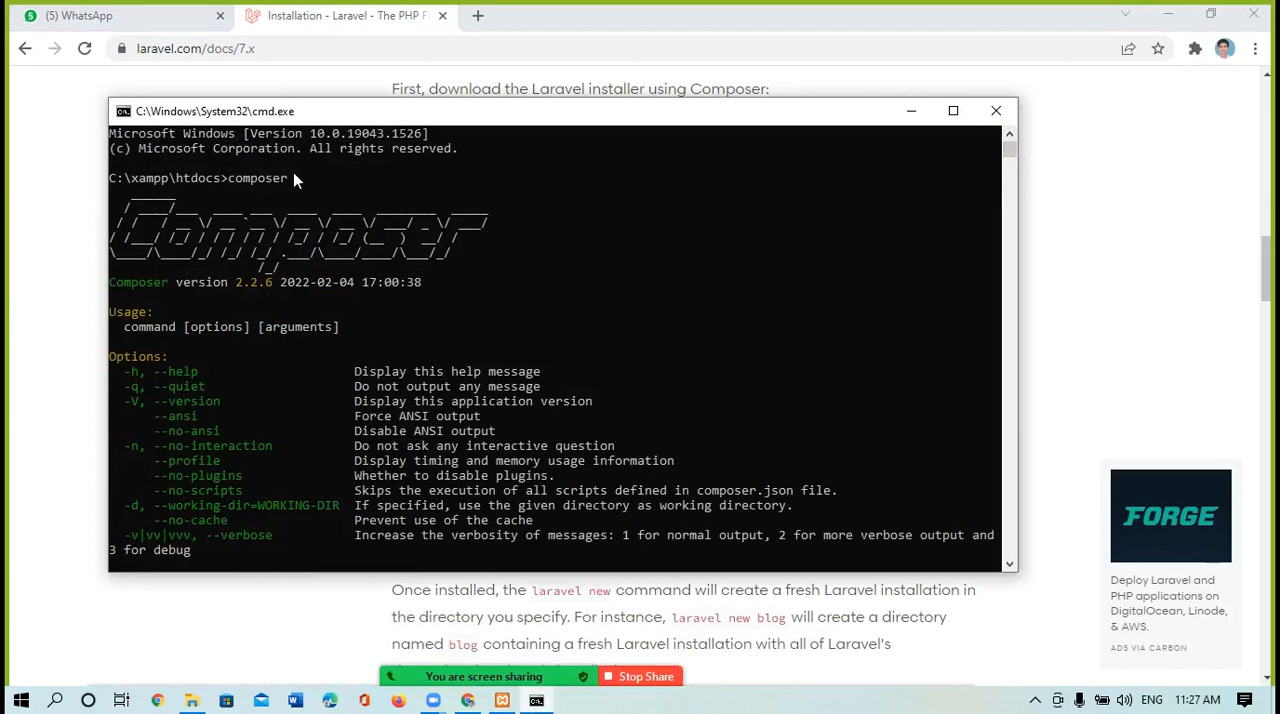 (5) WhatsApp
Installation - Laravel - The PHP F
laravel.com/docs/7.x
First, download the Laravel installer using Composer:
C:\Windows\System32\cmd.exe
Microsoft Windows [Version 10.0.19043.1526]
(c) Microsoft Corporation. All rights reserved.
C:\xampp\htdocs>composer
Composer
Composer version 2.2.6 2022-02-04 17:00:38
Usage:
command [options] [arguments]
Options:
-h, --help Display this help message
-q, --quiet Do not output any message
-V, --version Display this application version
--ansi Force ANSI output
--no-ansi Disable ANSI output
-n, --no-interaction Do not ask any interactive question
--profile Display timing and memory usage information
--no-plugins Whether to disable plugins.
--no-scripts Skips the execution of all scripts defined in composer.json file.
-d, --working-dir=WORKING-DIR If specified, use the given directory as working directory.
--no-cache Prevent use of the cache
-v|vv|vvv, --verbose Increase the verbosity of messages: 1 for normal output, 2 for more verbose output and
3 for debug
Once installed, the laravel new command will create a fresh Laravel installation in
the directory you specify. For instance, laravel new blog will create a directory
named blog containing a fresh Laravel installation with all of Laravel's
FORGE
Deploy Laravel and
PHP applications on
DigitalOcean, Linode,
& AWS.
ADS VIA CARBON
You are screen sharing
Stop Share
ENG
11:27 AM